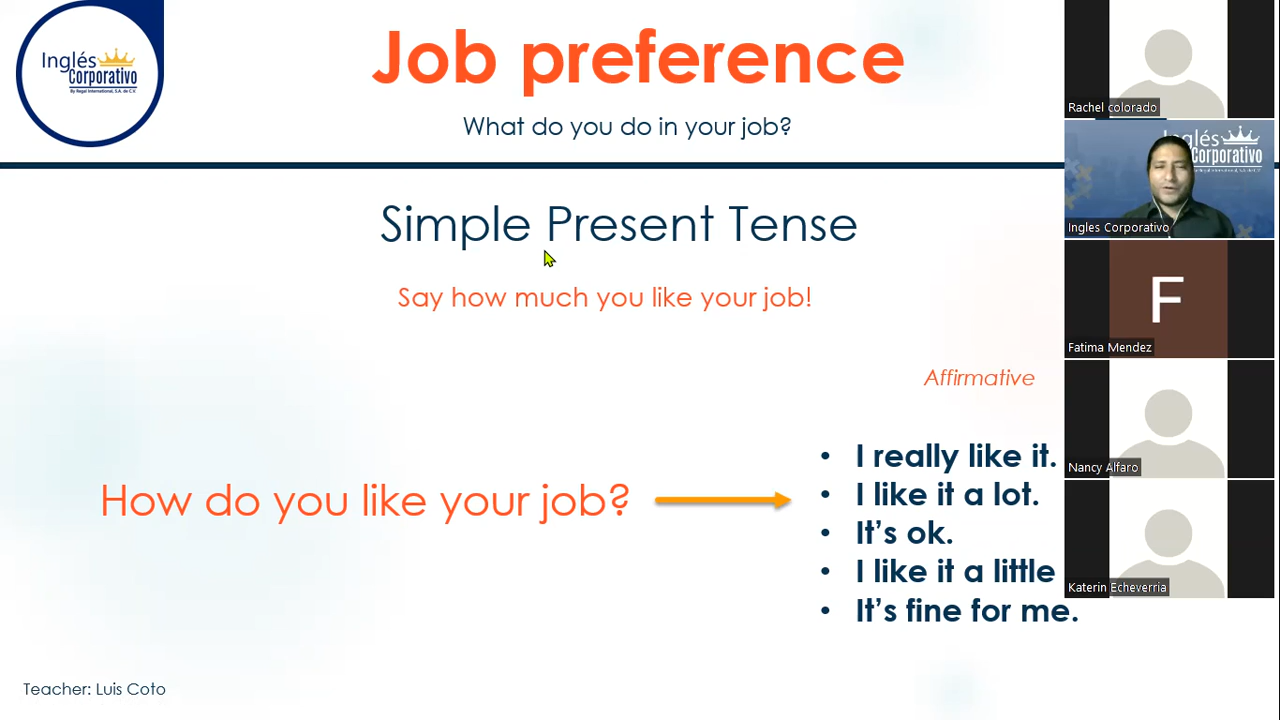 Inglés
Corporativo
By Regal International, S.A. de C.V.
Job preference
What do you do in your job?
Simple Present Tense
Say how much you like your job!
Affirmative
How do you like your job?
• I really like it.
• I like it a lot.
• It's ok.
• I like it a little
• It's fine for me.
Teacher: Luis Coto
Rachel colorado
Inglés
Corporativo
Ingles Corporativo
F
Fatima Mendez
Nancy Alfaro
Katerin Echeverria